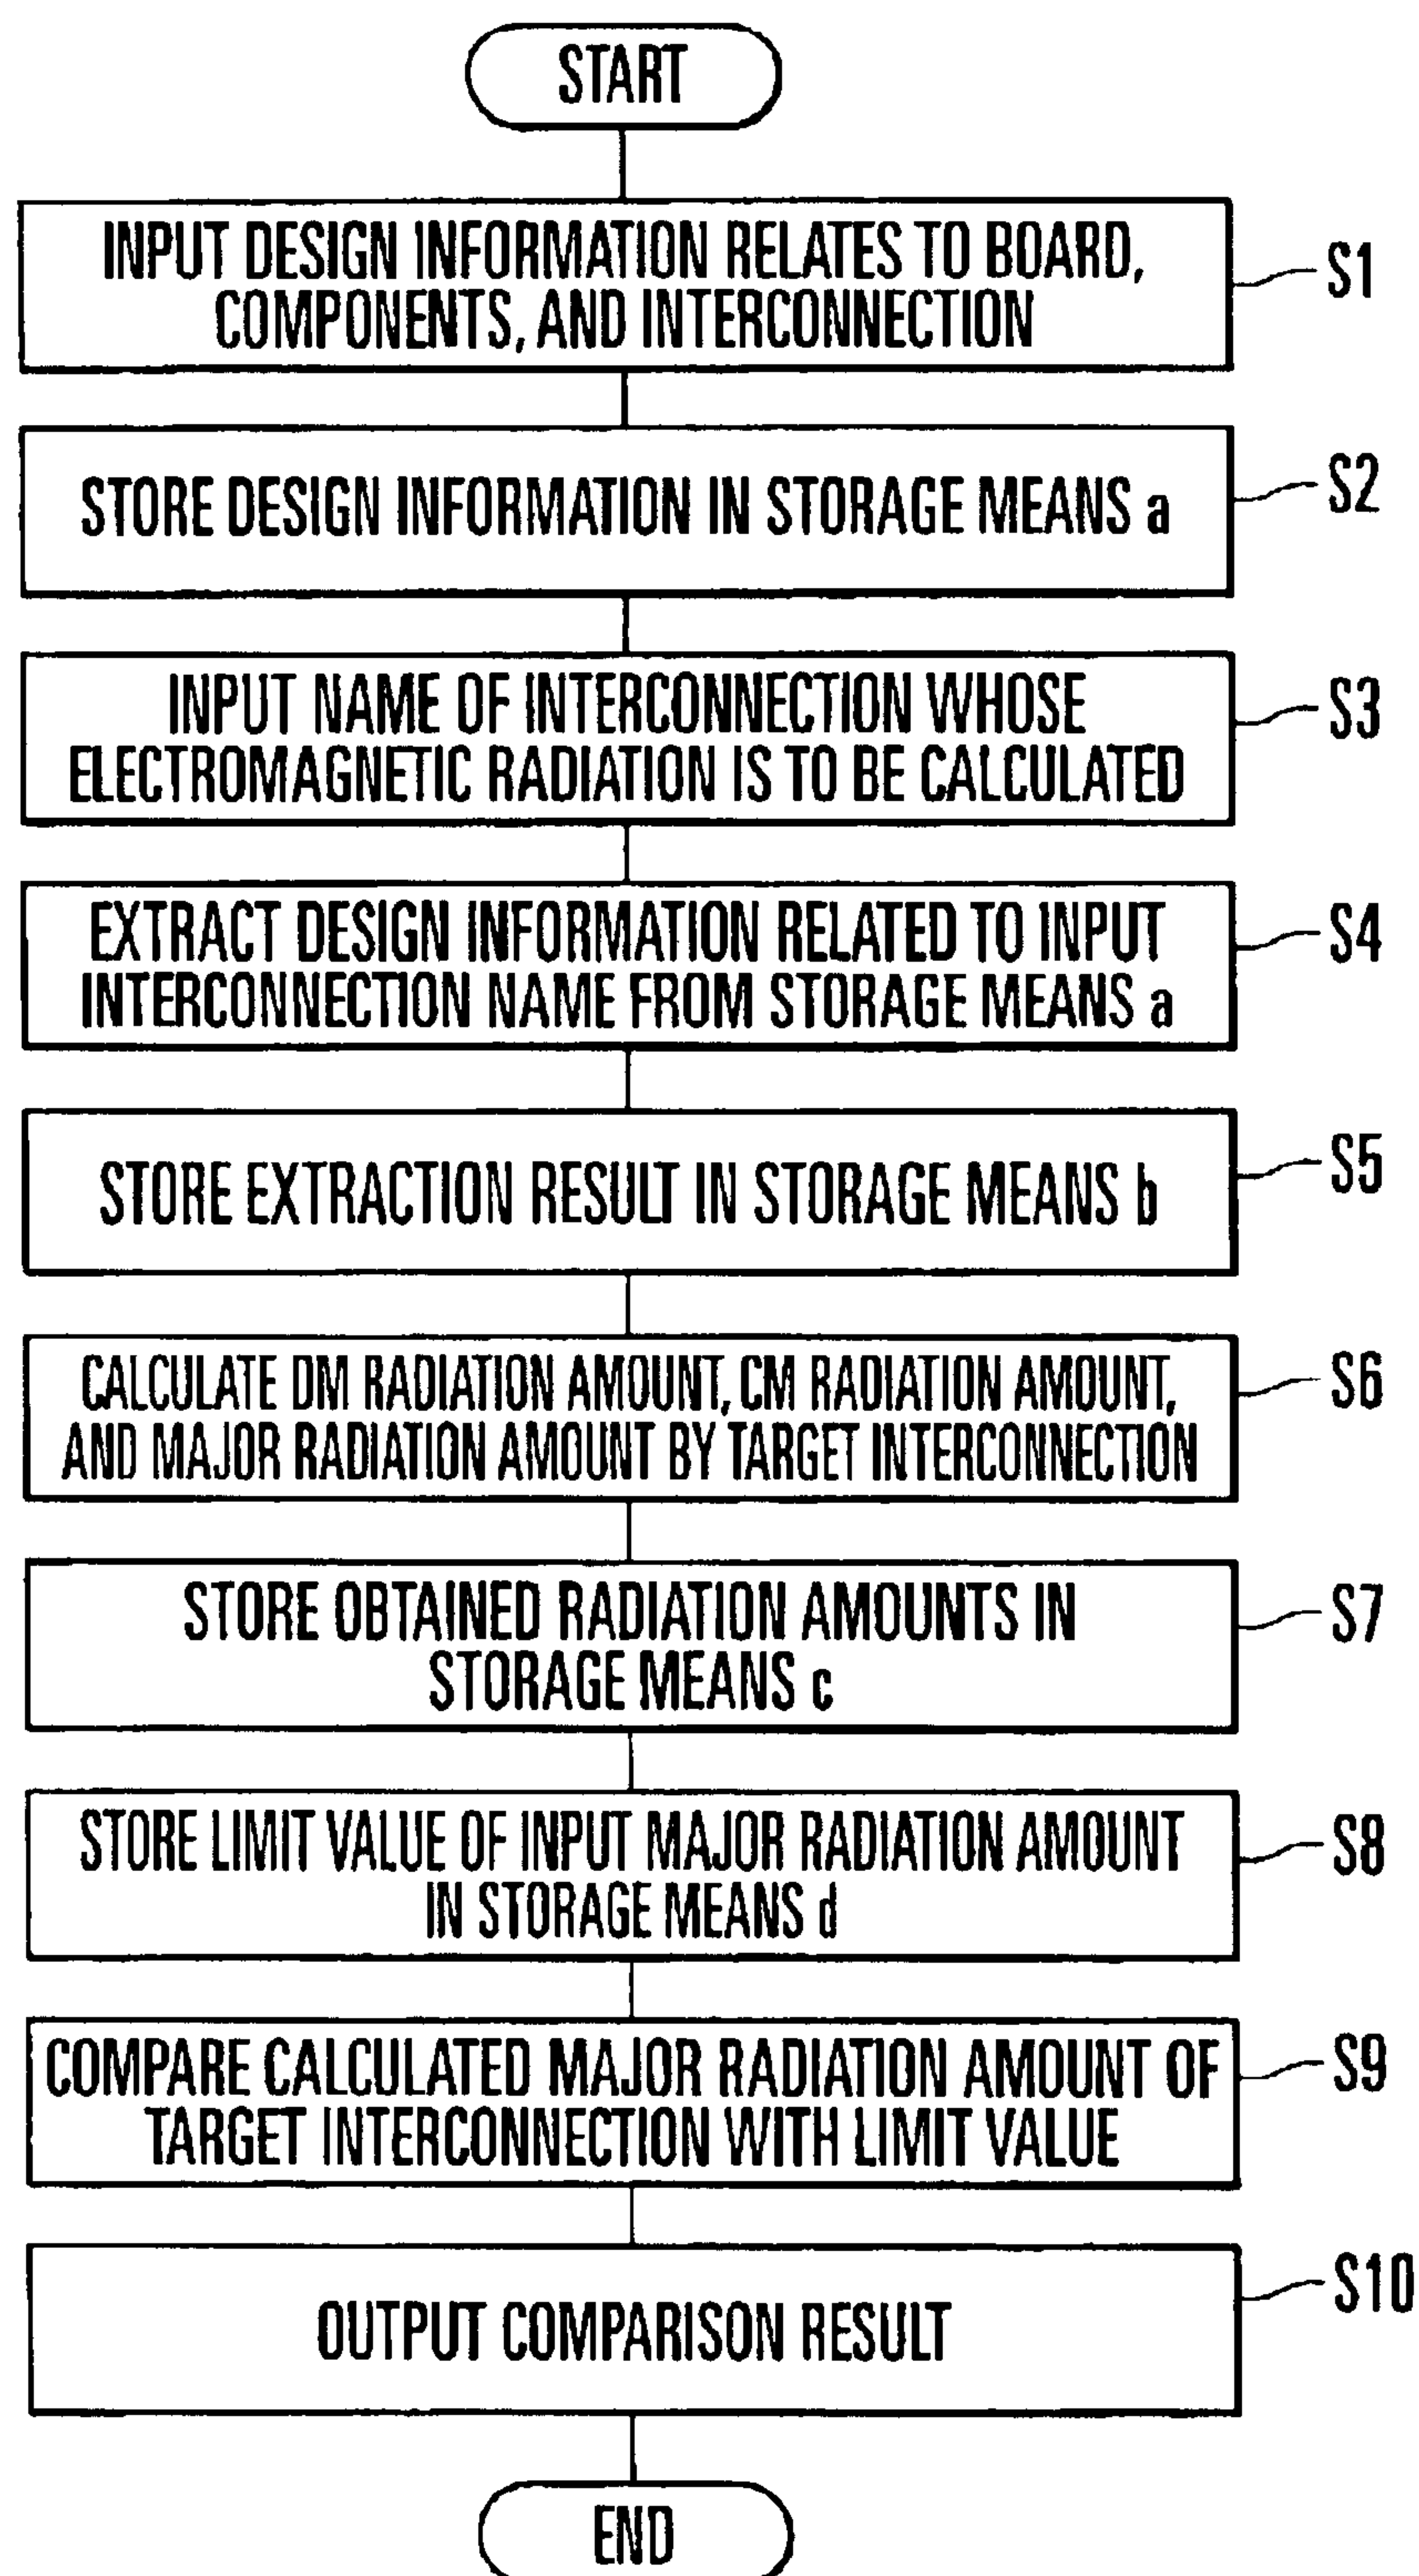 START
INPUT DESIGN INFORMATION RELATES TO BOARD,
COMPONENTS, AND INTERCONNECTION
S1
STORE DESIGN INFORMATION IN STORAGE MEANS a
S2
INPUT NAME OF INTERCONNECTION WHOSE
ELECTROMAGNETIC RADIATION IS TO BE CALCULATED
S3
EXTRACT DESIGN INFORMATION RELATED TO INPUT
INTERCONNECTION NAME FROM STORAGE MEANS a
S4
STORE EXTRACTION RESULT IN STORAGE MEANS b
S5
CALCULATE DM RADIATION AMOUNT, CM RADIATION AMOUNT,
AND MAJOR RADIATION AMOUNT BY TARGET INTERCONNECTION
S6
STORE OBTAINED RADIATION AMOUNTS IN
STORAGE MEANS c
S7
STORE LIMIT VALUE OF INPUT MAJOR RADIATION AMOUNT
IN STORAGE MEANS d
S8
COMPARE CALCULATED MAJOR RADIATION AMOUNT OF
TARGET INTERCONNECTION WITH LIMIT VALUE
S9
OUTPUT COMPARISON RESULT
S10
END